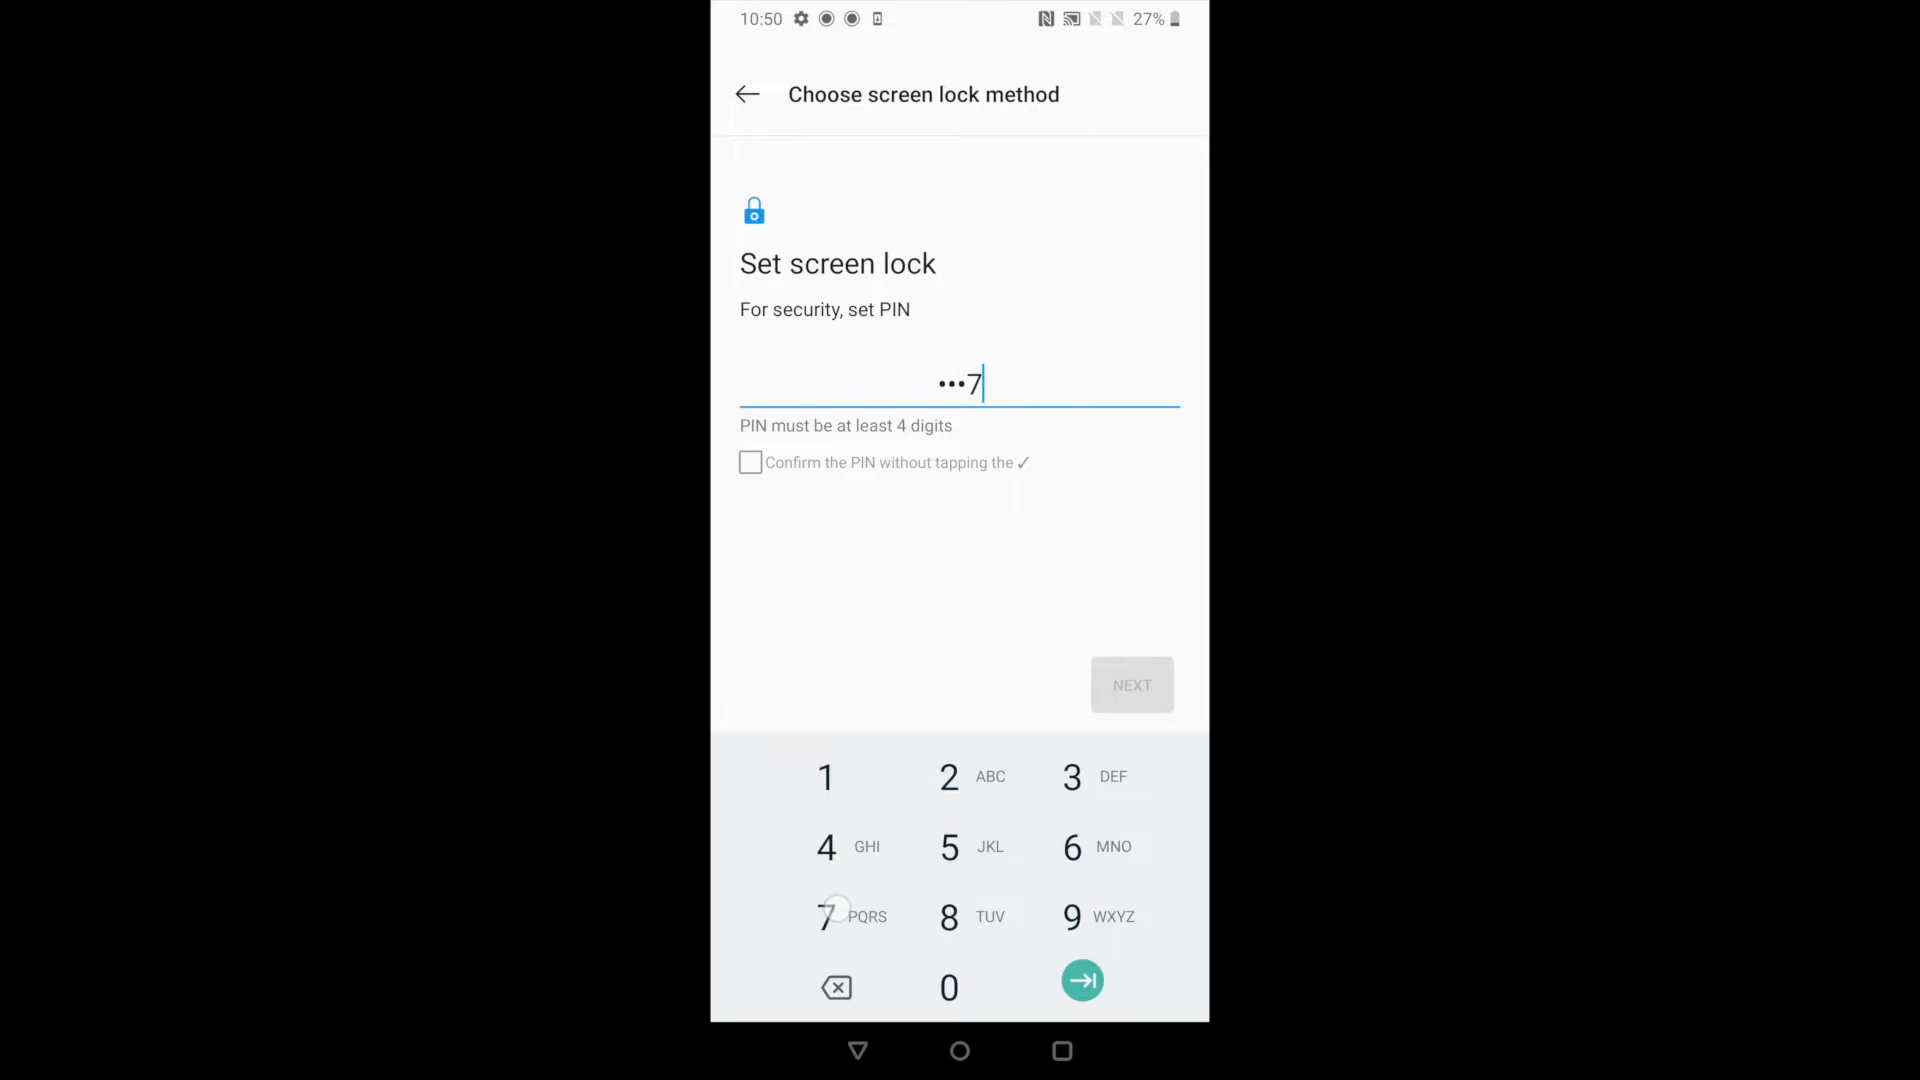 10:50 27%
Choose screen lock method
Set screen lock
For security, set PIN
•••7
PIN must be at least 4 digits
Confirm the PIN without tapping the ✓
NEXT
1 2 ABC 3 DEF
4 GHI 5 JKL 6 MNO
7 PQRS 8 TUV 9 WXYZ
0